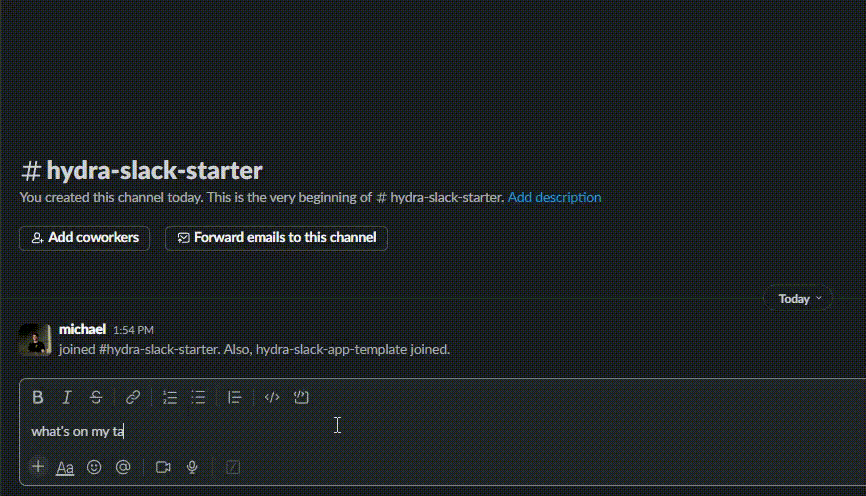 # hydra-slack-starter
You created this channel today. This is the very beginning of # hydra-slack-starter. Add description
Add coworkers Forward emails to this channel
Today
michael 1:54 PM
joined #hydra-slack-starter. Also, hydra-slack-app-template joined.
B I S
what's on my ta
+ Aa @